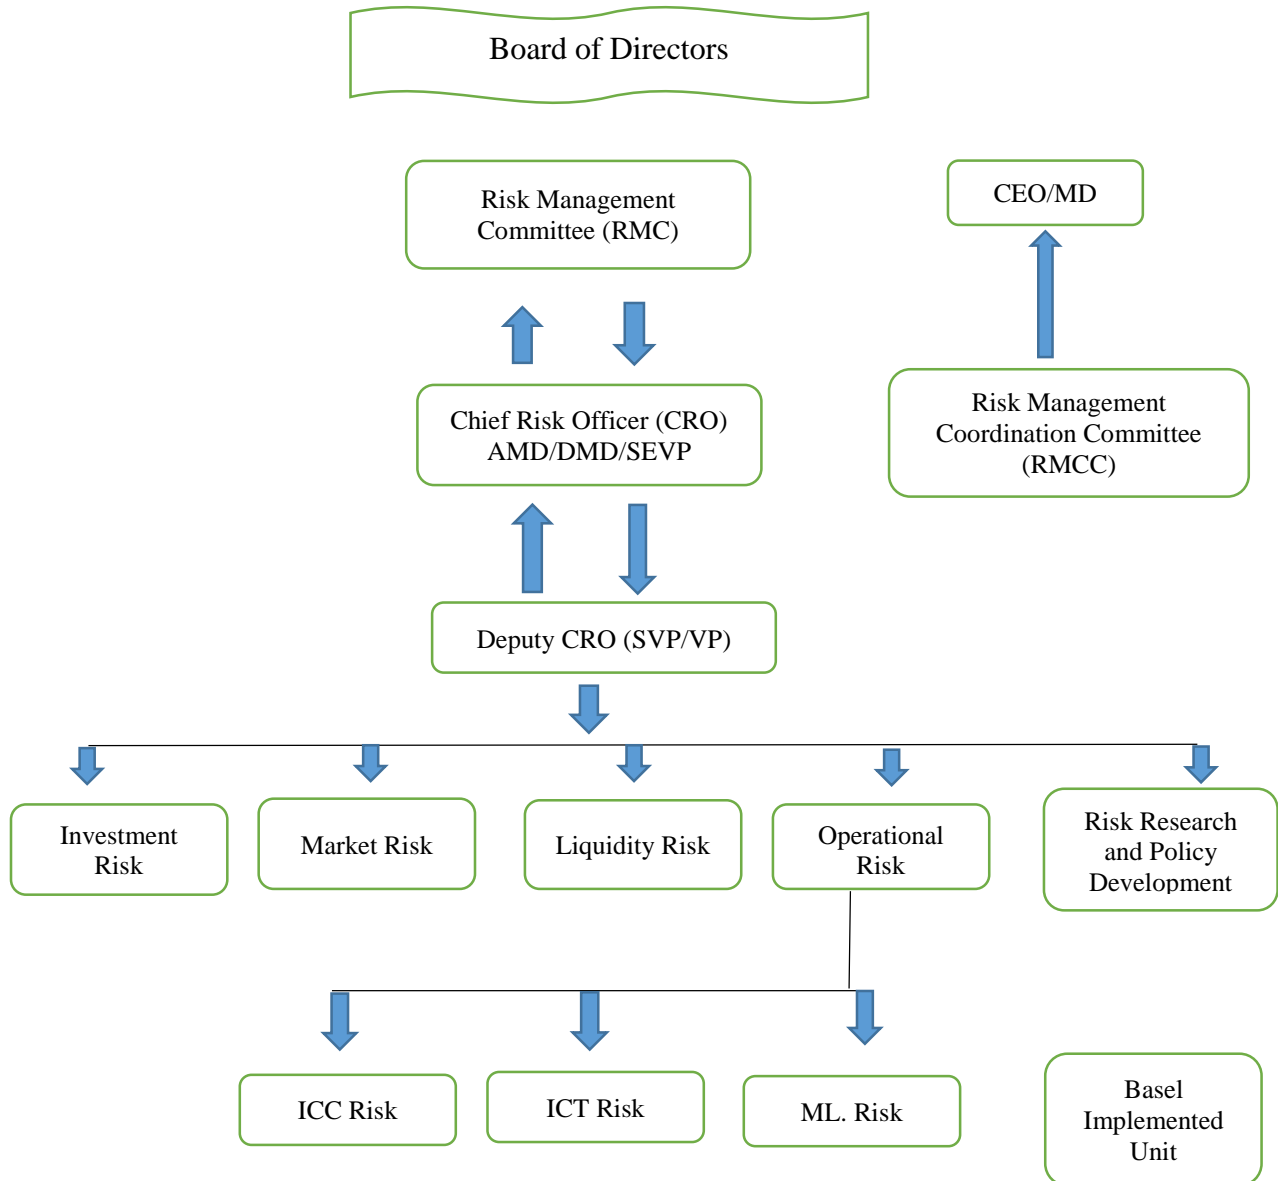 Board of Directors
Risk Management
Committee (RMC)
CEO/MD
Chief Risk Officer (CRO)
AMD/DMD/SEVP
Risk Management
Coordination Committee
(RMCC)
Deputy CRO (SVP/VP)
Investment
Risk
Market Risk
Liquidity Risk
Operational
Risk
Risk Research
and Policy
Development
ICC Risk
ICT Risk
ML. Risk
Basel
Implemented
Unit